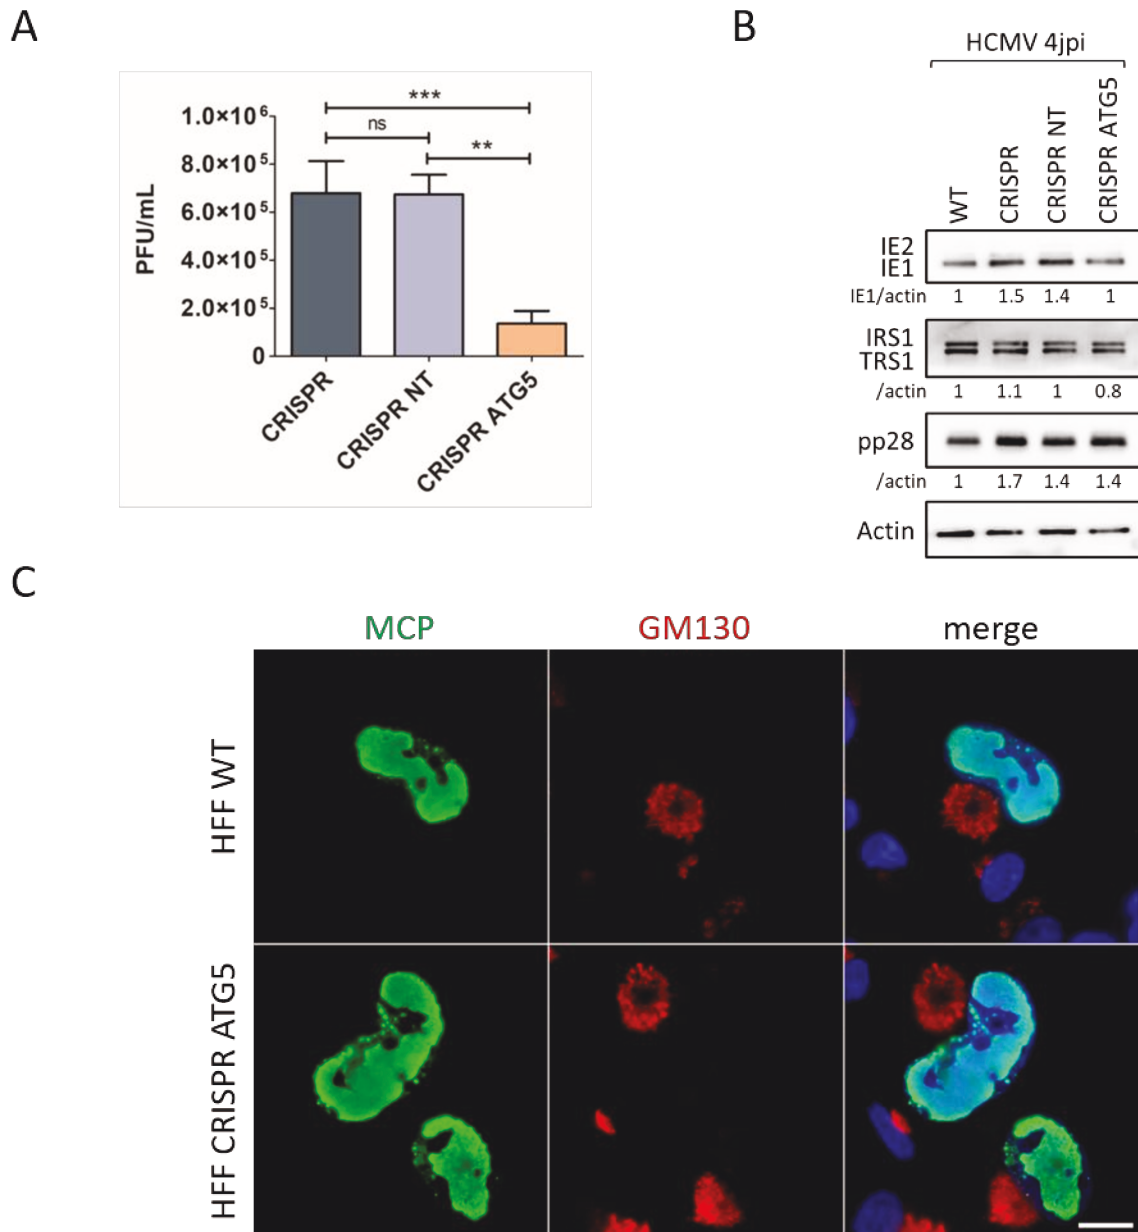 A
1.0×10⁶
8.0×10⁵
6.0×10⁵
4.0×10⁵
2.0×10⁵
0
PFU/mL
***
ns
**
CRISPR
CRISPR NT
CRISPR ATG5
B
HCMV 4jpi
WT
CRISPR
CRISPR NT
CRISPR ATG5
IE2
IE1
IE1/actin 1 1.5 1.4 1
IRS1
TRS1
/actin 1 1.1 1 0.8
pp28
/actin 1 1.7 1.4 1.4
Actin
C
MCP GM130 merge
HFF WT
HFF CRISPR ATG5